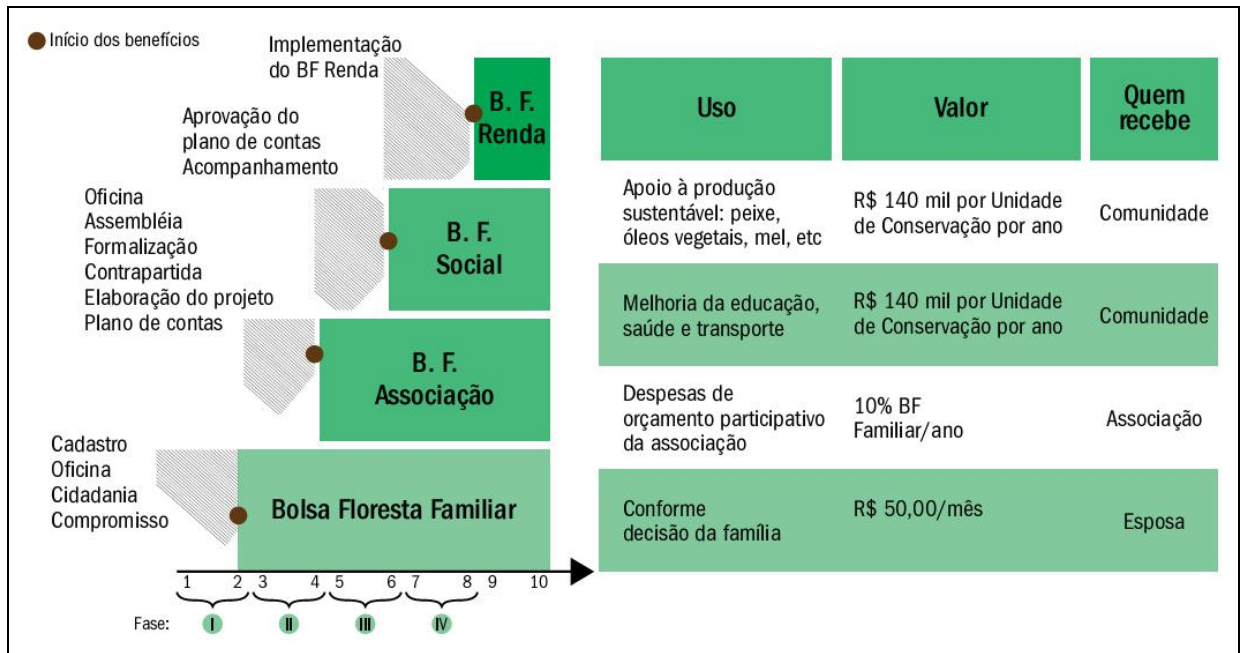 Início dos benefícios
Implementação
do BF Renda
Aprovação do
plano de contas
Acompanhamento
Oficina
Assembléia
Formalização
Contrapartida
Elaboração do projeto
Plano de contas
Cadastro
Oficina
Cidadania
Compromisso
B. F.
Renda
B. F.
Social
B. F.
Associação
Bolsa Floresta Familiar
1 2 3 4 5 6 7 8 9 10
Fase: I II III IV
Uso
Valor
Quem
recebe
Apoio à produção
sustentável: peixe,
óleos vegetais, mel, etc
R$ 140 mil por Unidade
de Conservação por ano
Comunidade
Melhoria da educação,
saúde e transporte
R$ 140 mil por Unidade
de Conservação por ano
Comunidade
Despesas de
orçamento participativo
da associação
10% BF
Familiar/ano
Associação
Conforme
decisão da família
R$ 50,00/mês
Esposa